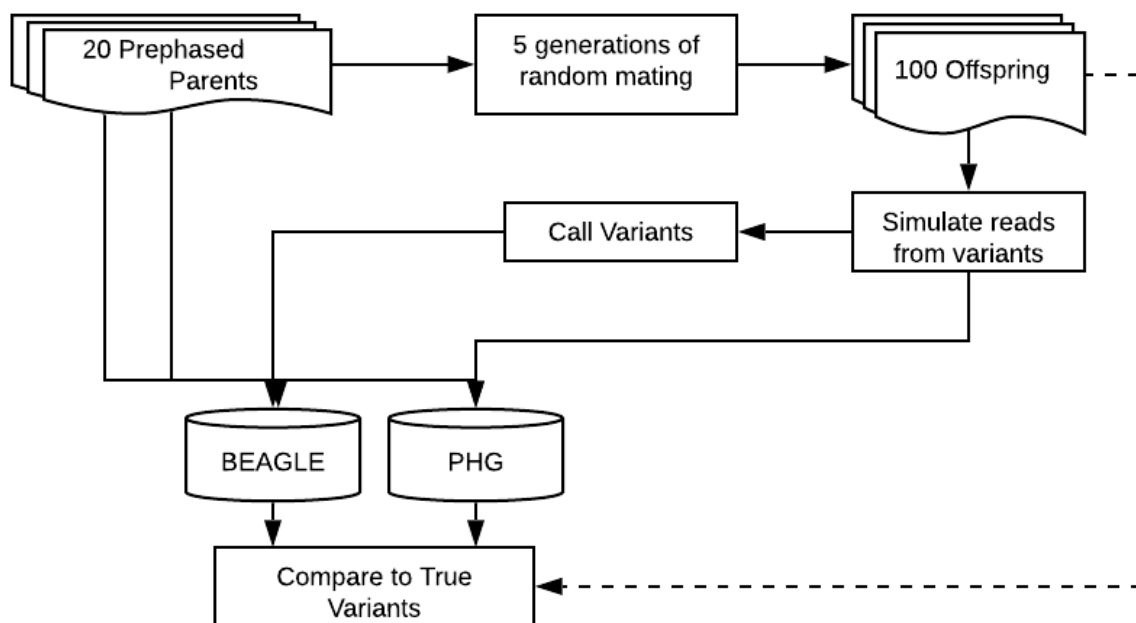 20 Prephased
Parents
5 generations of
random mating
100 Offspring
Call Variants
Simulate reads
from variants
BEAGLE
PHG
Compare to True
Variants